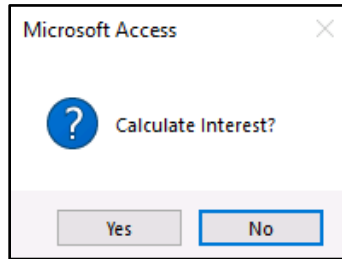 Microsoft Access
? Calculate Interest?
Yes No